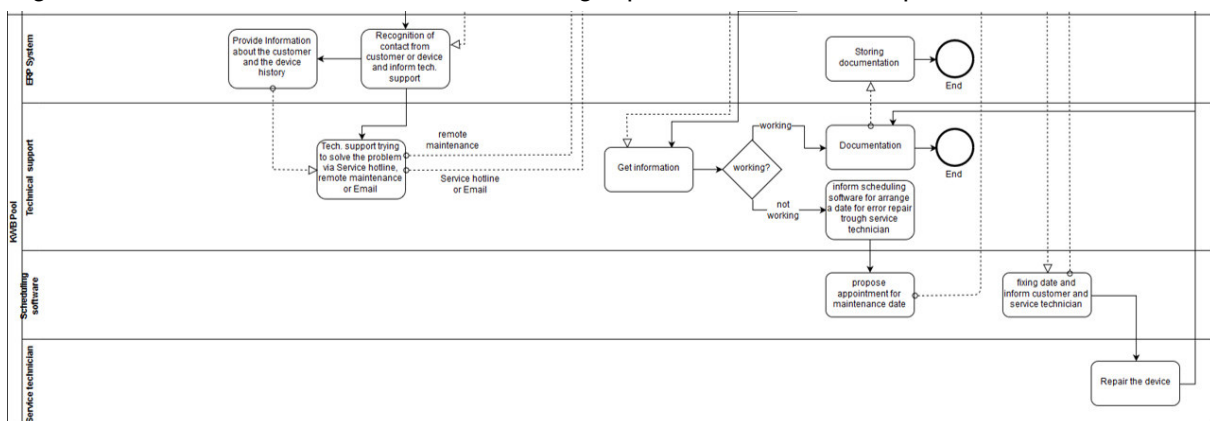 KWB Pool
ERP System
Provide Information
about the customer
and the device
history
Recognition of
contact from
customer or device
and inform tech.
support
Storing
documentation
End
Technical support
Tech. support trying
to solve the problem
via Service hotline,
remote maintenance
or Email
remote
maintenance
Service hotline
or Email
Get information
working?
working
not
working
Documentation
End
inform scheduling
software for arrange
a date for error repair
trough service
technician
Scheduling
software
propose
appointment for
maintenance date
fixing date and
inform customer and
service technician
Service technician
Repair the device